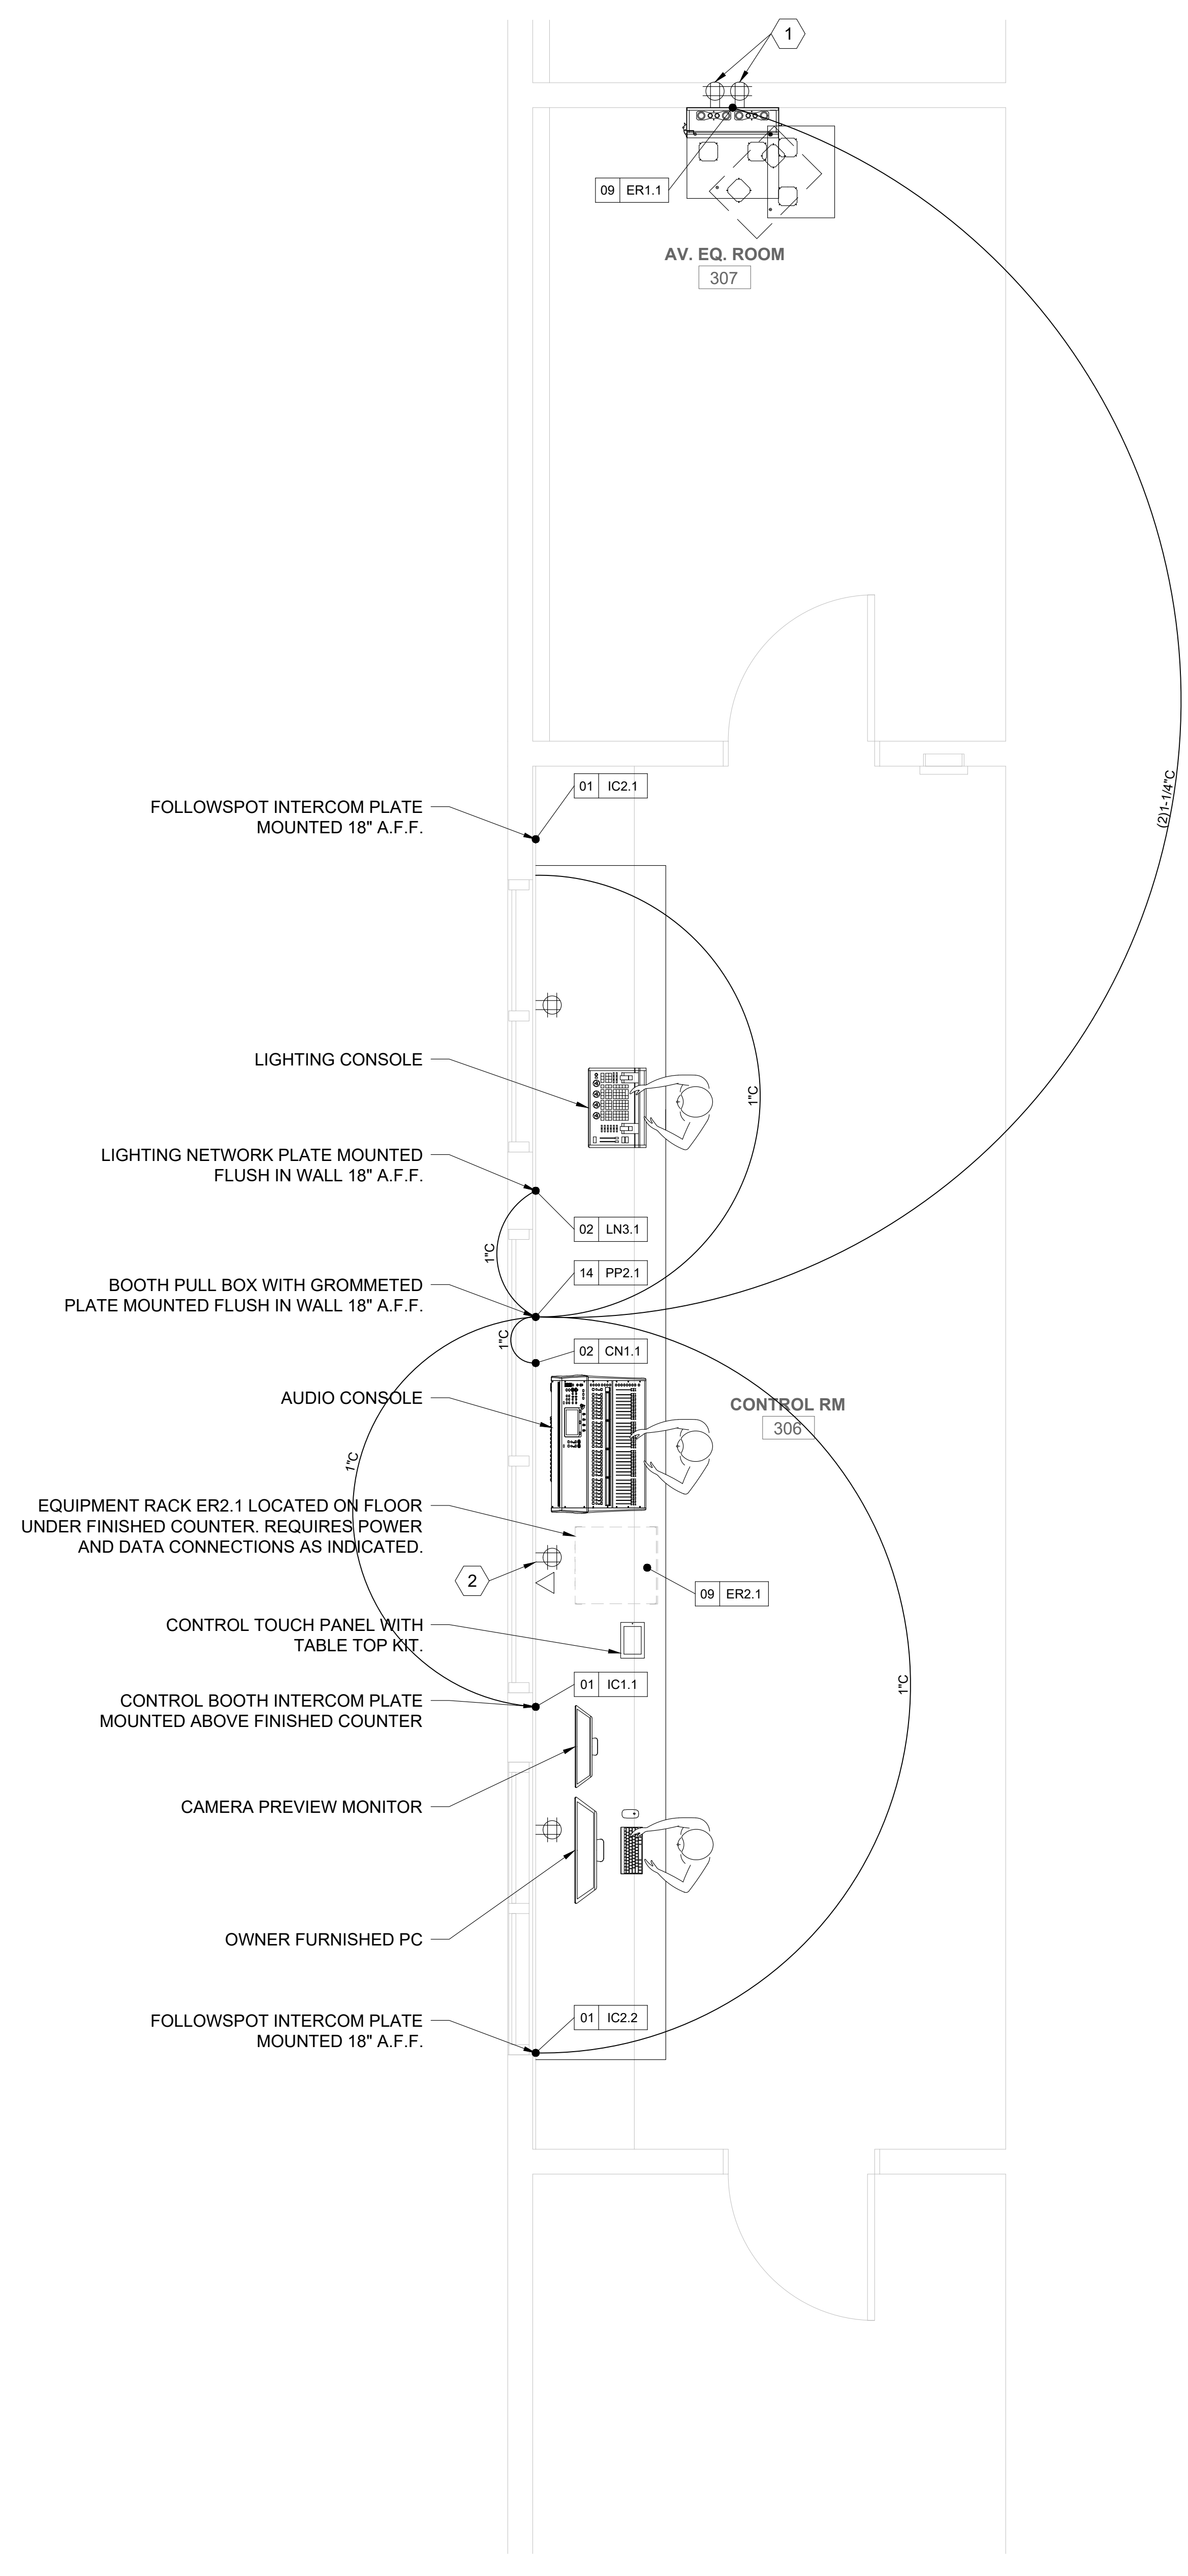 1
09 ER1.1
AV. EQ. ROOM
307
(2)1-1/4"C
01 IC2.1
FOLLOWSPOT INTERCOM PLATE
MOUNTED 18" A.F.F.
LIGHTING CONSOLE
1"C
LIGHTING NETWORK PLATE MOUNTED
FLUSH IN WALL 18" A.F.F.
02 LN3.1
1"C
14 PP2.1
BOOTH PULL BOX WITH GROMMETED
PLATE MOUNTED FLUSH IN WALL 18" A.F.F.
1"C
02 CN1.1
AUDIO CONSOLE
CONTROL RM
306
1"C
EQUIPMENT RACK ER2.1 LOCATED ON FLOOR
UNDER FINISHED COUNTER. REQUIRES POWER
AND DATA CONNECTIONS AS INDICATED.
2
09 ER2.1
CONTROL TOUCH PANEL WITH
TABLE TOP KIT.
01 IC1.1
1"C
CONTROL BOOTH INTERCOM PLATE
MOUNTED ABOVE FINISHED COUNTER
CAMERA PREVIEW MONITOR
OWNER FURNISHED PC
01 IC2.2
FOLLOWSPOT INTERCOM PLATE
MOUNTED 18" A.F.F.